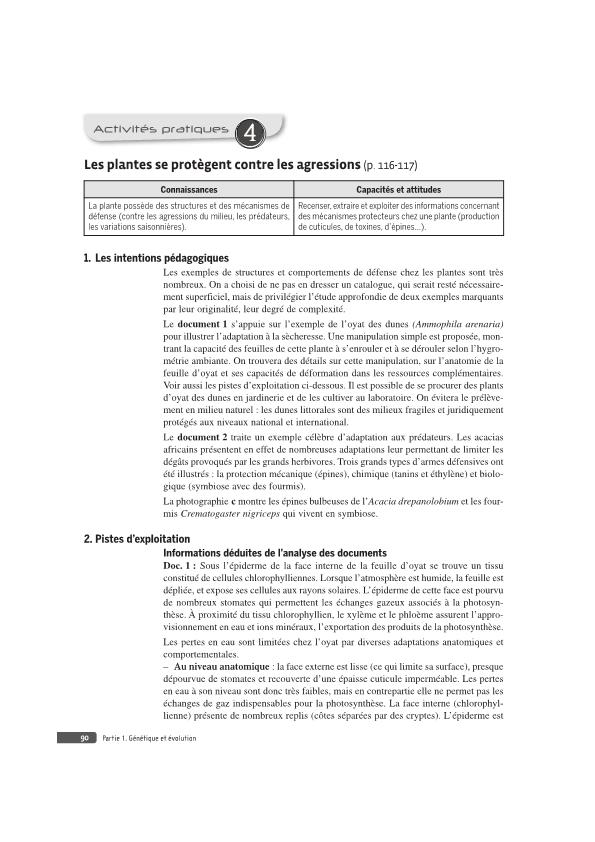 Activités pratiques 4
Les plantes se protègent contre les agressions (p. 116-117)
Connaissances
Capacités et attitudes
La plante possède des structures et des mécanismes de
défense (contre les agressions du milieu, les prédateurs,
les variations saisonnières).
Recenser, extraire et exploiter des informations concernant
des mécanismes protecteurs chez une plante (production
de cuticules, de toxines, d'épines...).
1. Les intentions pédagogiques
Les exemples de structures et comportements de défense chez les plantes sont très
nombreux. On a choisi de ne pas en dresser un catalogue, qui serait resté nécessaire-
ment superficiel, mais de privilégier l'étude approfondie de deux exemples marquants
par leur originalité, leur degré de complexité.
Le document 1 s'appuie sur l'exemple de l'oyat des dunes (Ammophila arenaria)
pour illustrer l'adaptation à la sècheresse. Une manipulation simple est proposée, mon-
trant la capacité des feuilles de cette plante à s'enrouler et à se dérouler selon l'hygro-
métrie ambiante. On trouvera des détails sur cette manipulation, sur l'anatomie de la
feuille d'oyat et ses capacités de déformation dans les ressources complémentaires.
Voir aussi les pistes d'exploitation ci-dessous. Il est possible de se procurer des plants
d'oyat des dunes en jardinerie et de les cultiver au laboratoire. On évitera le prélève-
ment en milieu naturel : les dunes littorales sont des milieux fragiles et juridiquement
protégés aux niveaux national et international.
Le document 2 traite un exemple célèbre d'adaptation aux prédateurs. Les acacias
africains présentent en effet de nombreuses adaptations leur permettant de limiter les
dégâts provoqués par les grands herbivores. Trois grands types d'armes défensives ont
été illustrés : la protection mécanique (épines), chimique (tanins et éthylène) et biolo-
gique (symbiose avec des fourmis).
La photographie c montre les épines bulbeuses de l'Acacia drepanolobium et les four-
mis Crematogaster nigriceps qui vivent en symbiose.
2. Pistes d'exploitation
Informations déduites de l'analyse des documents
Doc. 1 : Sous l'épiderme de la face interne de la feuille d'oyat se trouve un tissu
constitué de cellules chlorophylliennes. Lorsque l'atmosphère est humide, la feuille est
dépliée, et expose ses cellules aux rayons solaires. L'épiderme de cette face est pourvu
de nombreux stomates qui permettent les échanges gazeux associés à la photosyn-
thèse. À proximité du tissu chlorophyllien, le xylème et le phloème assurent l'appro-
visionnement en eau et ions minéraux, l'exportation des produits de la photosynthèse.
Les pertes en eau sont limitées chez l'oyat par diverses adaptations anatomiques et
comportementales.
– Au niveau anatomique : la face externe est lisse (ce qui limite sa surface), presque
dépourvue de stomates et recouverte d'une épaisse cuticule imperméable. Les pertes
en eau à son niveau sont donc très faibles, mais en contrepartie elle ne permet pas les
échanges de gaz indispensables pour la photosynthèse. La face interne (chlorophyl-
lienne) présente de nombreux replis (côtes séparées par des cryptes). L'épiderme est
90 Partie 1. Génétique et évolution